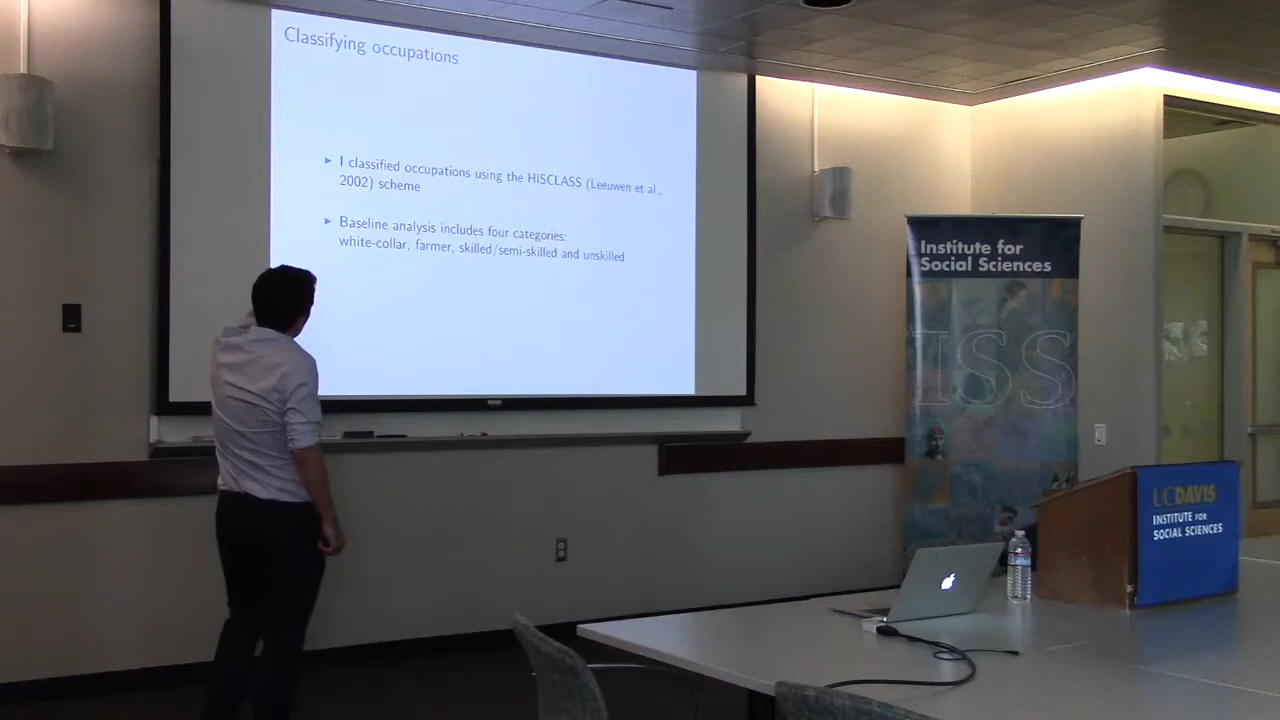 Classifying occupations
I classified occupations using the HISCLASS (Leeuwen et al.,
2002) scheme
Baseline analysis includes four categories:
white-collar, farmer, skilled/semi-skilled and unskilled
Institute for
Social Sciences
ISS
UCDAVIS
INSTITUTE FOR
SOCIAL SCIENCES